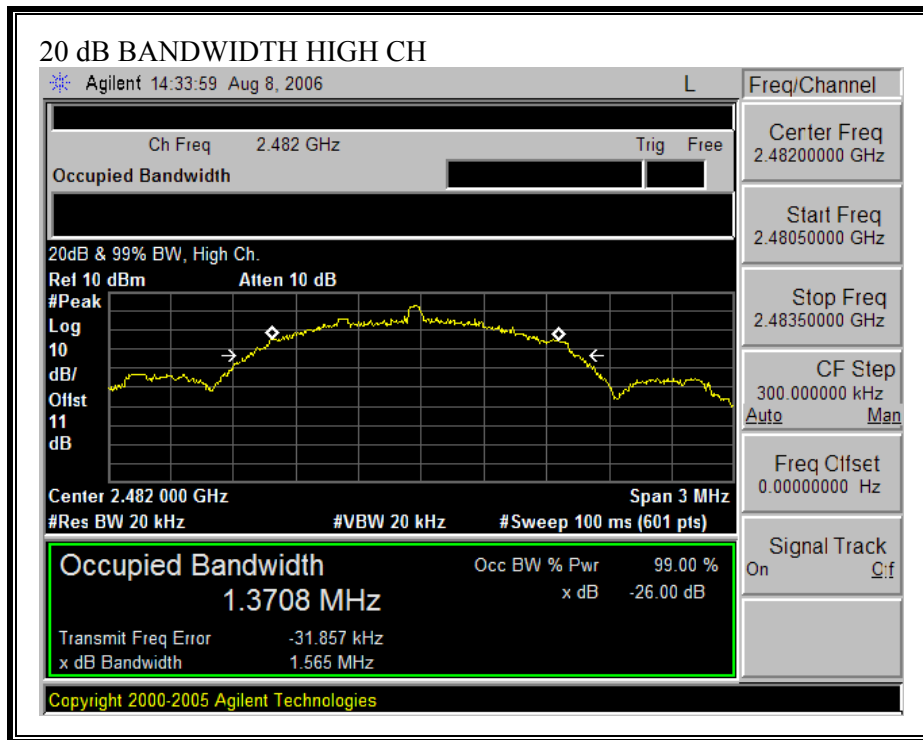 20 dB BANDWIDTH HIGH CH
Agilent 14:33:59 Aug 8, 2006 L
Freq/Channel
Ch Freq 2.482 GHz Trig Free
Occupied Bandwidth
Center Freq
2.48200000 GHz
Start Freq
2.48050000 GHz
Stop Freq
2.48350000 GHz
CF Step
300.000000 kHz
Auto Man
Freq Offset
0.00000000 Hz
Signal Track
On Off
20dB & 99% BW, High Ch.
Ref 10 dBm Atten 10 dB
#Peak
Log
10
dB/
Offst
11
dB
Center 2.482 000 GHz Span 3 MHz
#Res BW 20 kHz #VBW 20 kHz #Sweep 100 ms (601 pts)
Occupied Bandwidth
1.3708 MHz
Occ BW % Pwr 99.00 %
x dB -26.00 dB
Transmit Freq Error -31.857 kHz
x dB Bandwidth 1.565 MHz
Copyright 2000-2005 Agilent Technologies